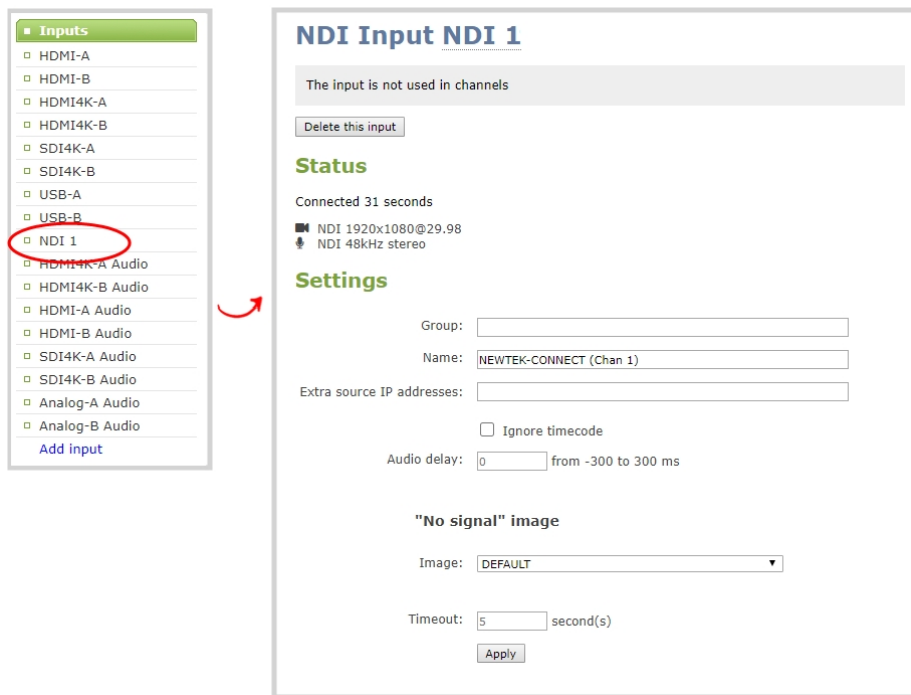 Inputs
HDMI-A
HDMI-B
HDMI4K-A
HDMI4K-B
SDI4K-A
SDI4K-B
USB-A
USB-B
NDI 1
HDMI4K-A Audio
HDMI4K-B Audio
HDMI-A Audio
HDMI-B Audio
SDI4K-A Audio
SDI4K-B Audio
Analog-A Audio
Analog-B Audio
Add input
NDI Input NDI 1
The input is not used in channels
Delete this input
Status
Connected 31 seconds
NDI 1920x1080@29.98
NDI 48kHz stereo
Settings
Group:
Name: NEWTEK-CONNECT (Chan 1)
Extra source IP addresses:
Ignore timecode
Audio delay: 0 from -300 to 300 ms
"No signal" image
Image: DEFAULT
Timeout: 5 second(s)
Apply